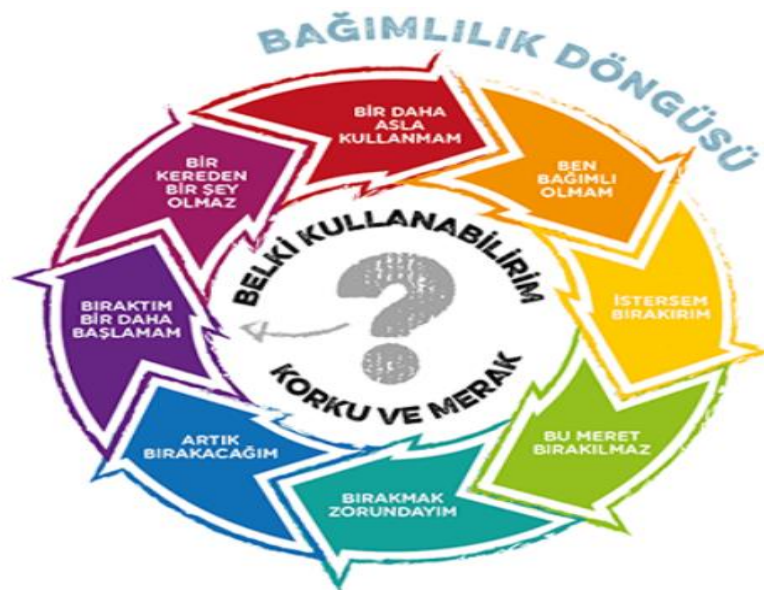 BAĞIMLILIK DÖNGÜSÜ
BİR DAHA
ASLA
KULLANMAM
BEN
BAĞIMLI
OLMAM
İSTERSEM
BIRAKIRIM
BU MERET
BIRAKILMAZ
BIRAKMAK
ZORUNDAYIM
ARTIK
BIRAKACAĞIM
BIRAKTIM
BİR DAHA
BAŞLAMAM
BİR
KEREDEN
BİR ŞEY
OLMAZ
BELKİ KULLANABİLİRİM
?
KORKU VE MERAK